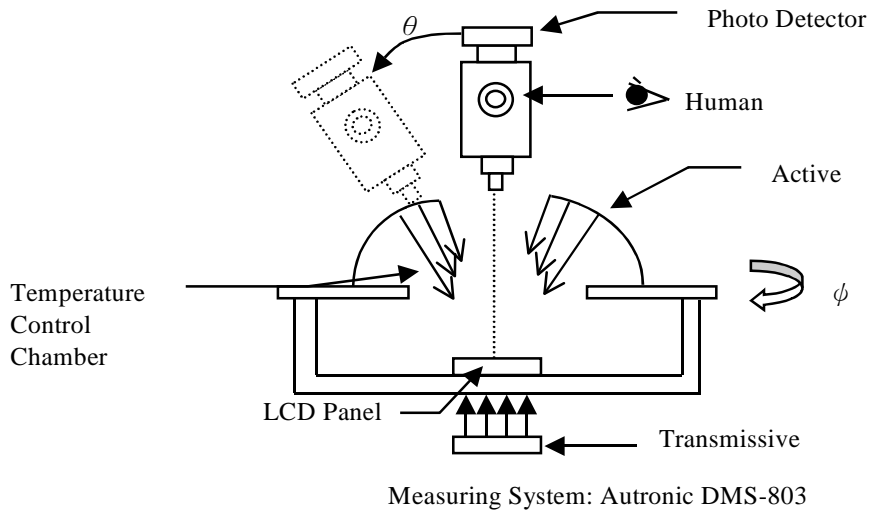 Photo Detector
θ
Human
Active
Temperature
Control
Chamber
ϕ
LCD Panel
Transmissive
Measuring System: Autronic DMS-803